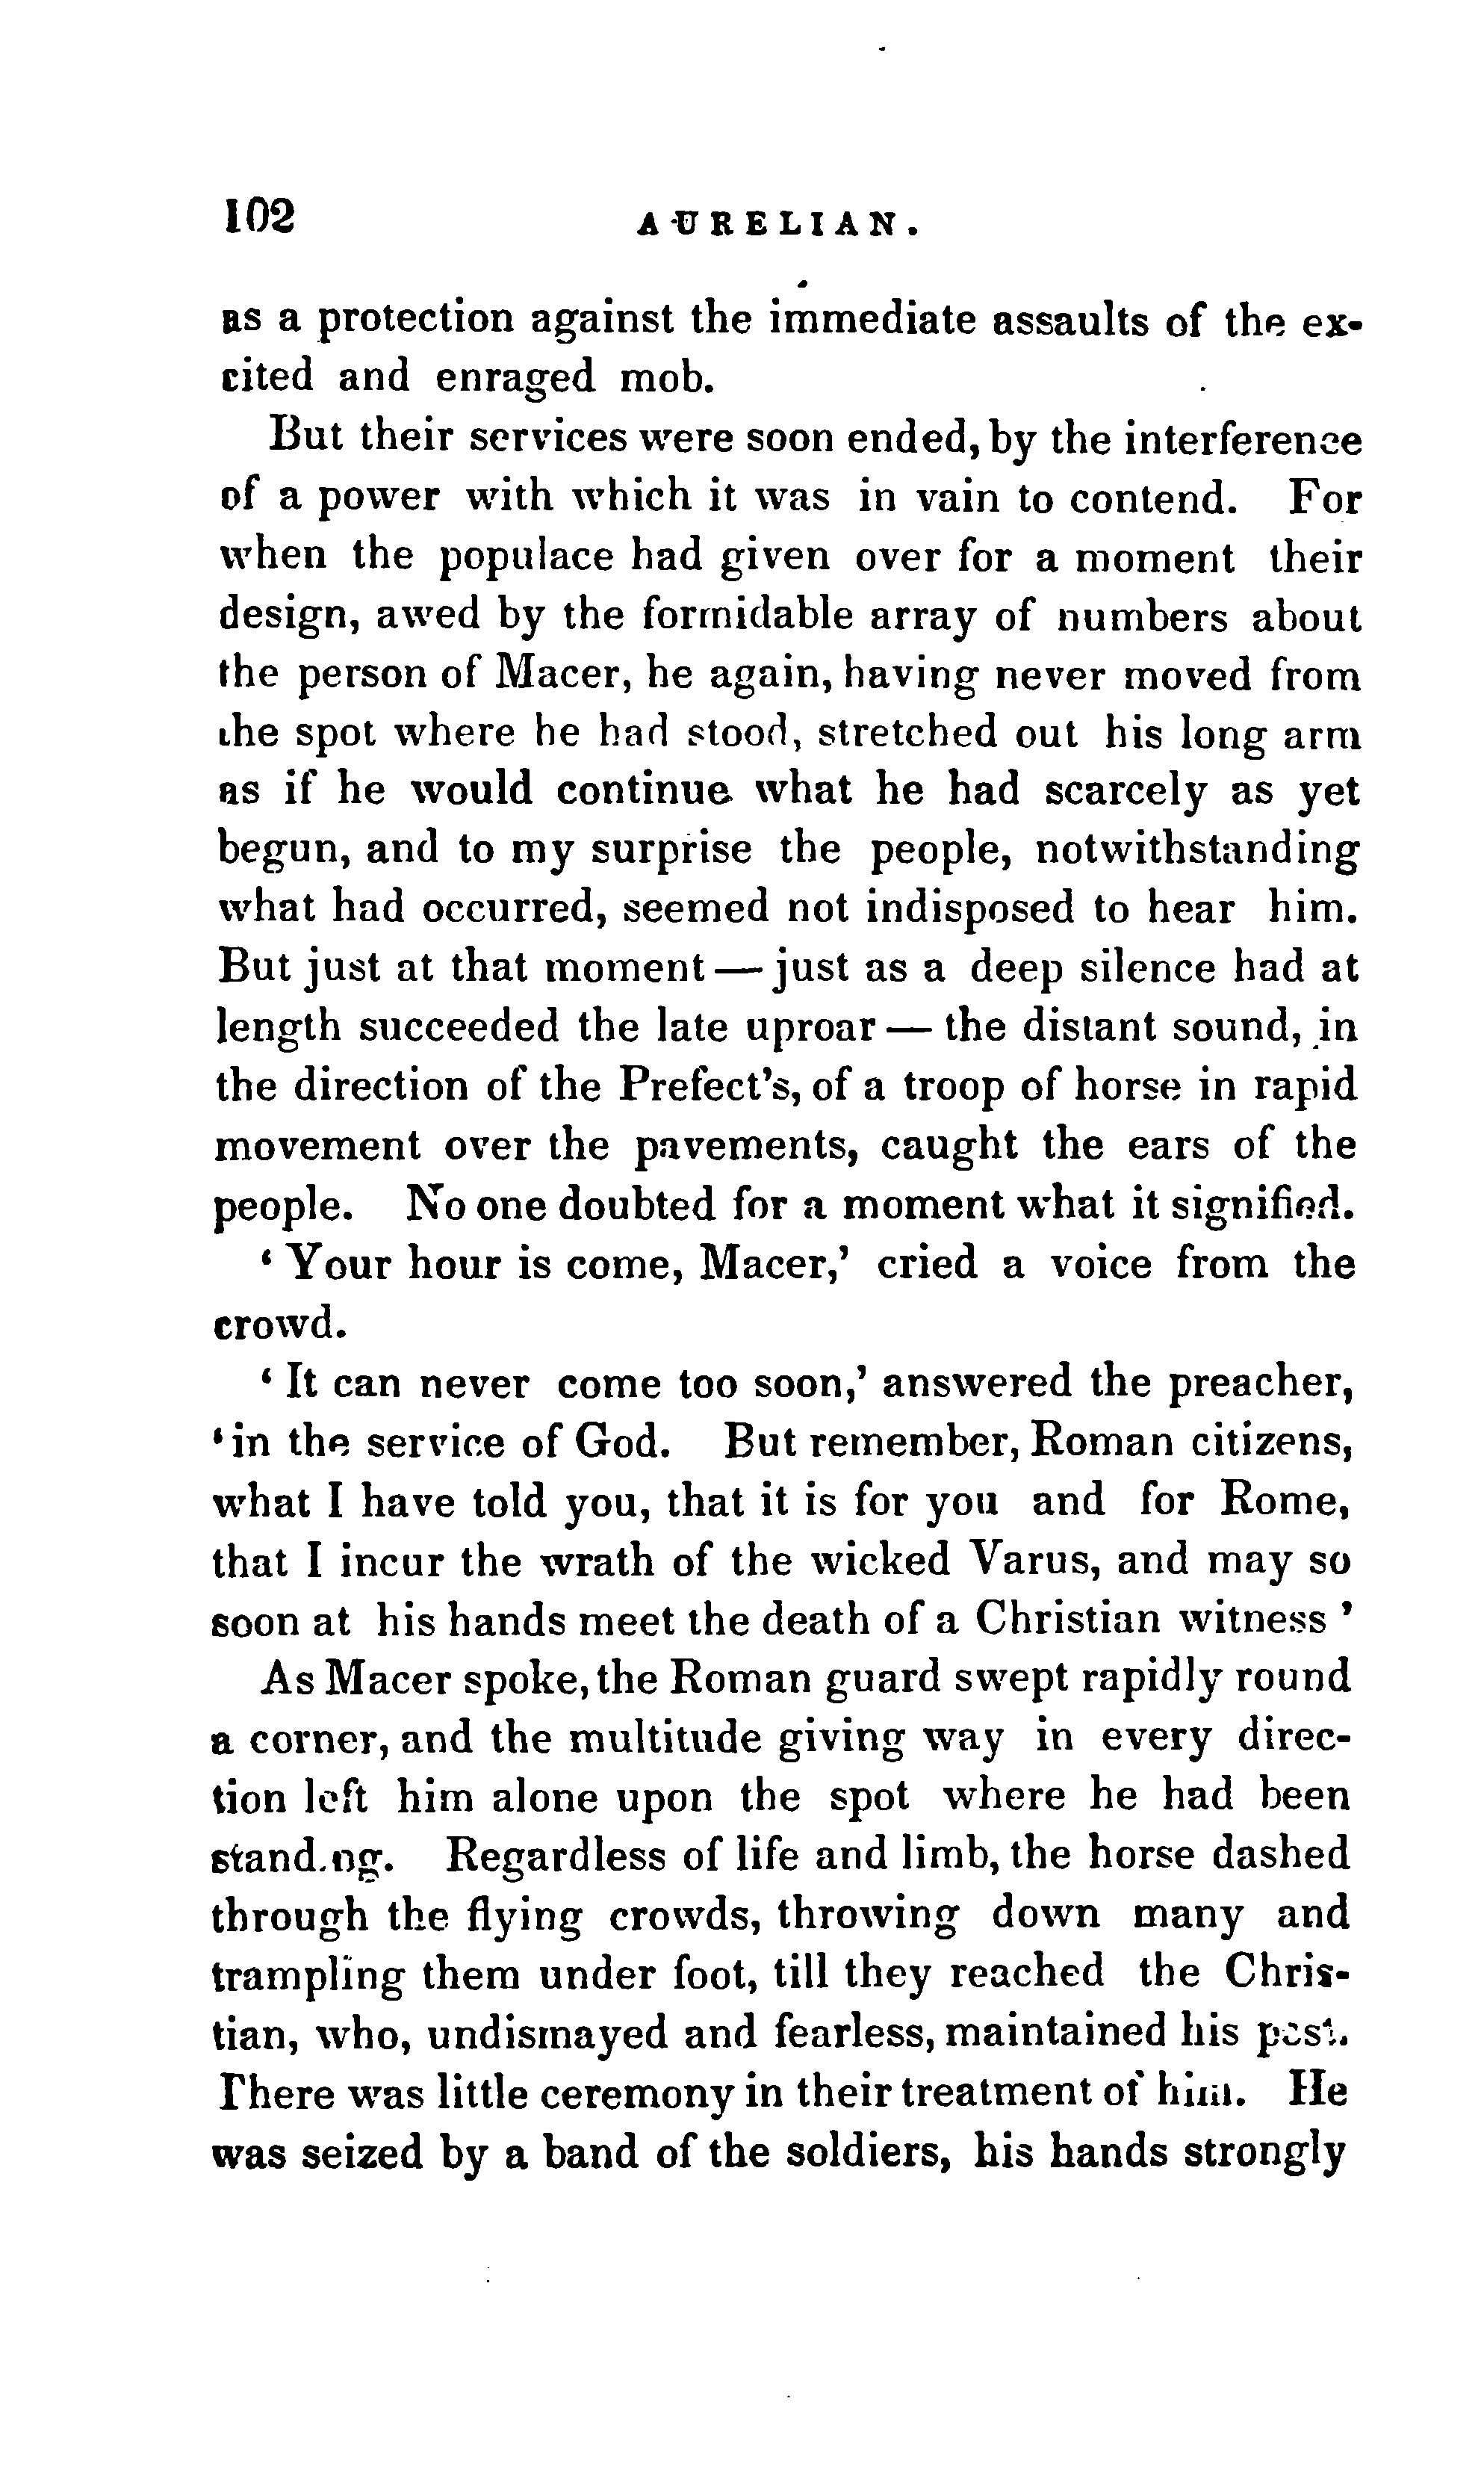 102 AURELIAN.
as a protection against the immediate assaults of the ex-
cited and enraged mob.
But their services were soon ended, by the interference
of a power with which it was in vain to contend. For
when the populace had given over for a moment their
design, awed by the formidable array of numbers about
the person of Macer, he again, having never moved from
the spot where he had stood, stretched out his long arm
as if he would continue what he had scarcely as yet
begun, and to my surprise the people, notwithstanding
what had occurred, seemed not indisposed to hear him.
But just at that moment — just as a deep silence had at
length succeeded the late uproar — the distant sound, in
the direction of the Prefect's, of a troop of horse in rapid
movement over the pavements, caught the ears of the
people. No one doubted for a moment what it signified.
‘ Your hour is come, Macer,’ cried a voice from the
crowd.
‘ It can never come too soon,’ answered the preacher,
‘ in the service of God. But remember, Roman citizens,
what I have told you, that it is for you and for Rome,
that I incur the wrath of the wicked Varus, and may so
soon at his hands meet the death of a Christian witness ’
As Macer spoke, the Roman guard swept rapidly round
a corner, and the multitude giving way in every direc-
tion left him alone upon the spot where he had been
standing. Regardless of life and limb, the horse dashed
through the flying crowds, throwing down many and
trampling them under foot, till they reached the Chris-
tian, who, undismayed and fearless, maintained his post.
There was little ceremony in their treatment of him. He
was seized by a band of the soldiers, his hands strongly